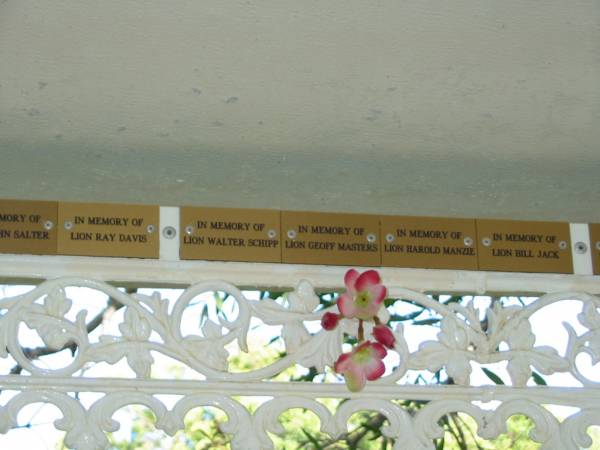 MORY OF
HN SALTER
IN MEMORY OF
LION RAY DAVIS
IN MEMORY OF
LION WALTER SCHIPP
IN MEMORY OF
LION GEOFF MASTERS
IN MEMORY OF
LION HAROLD MANZIE
IN MEMORY OF
LION BILL JACK